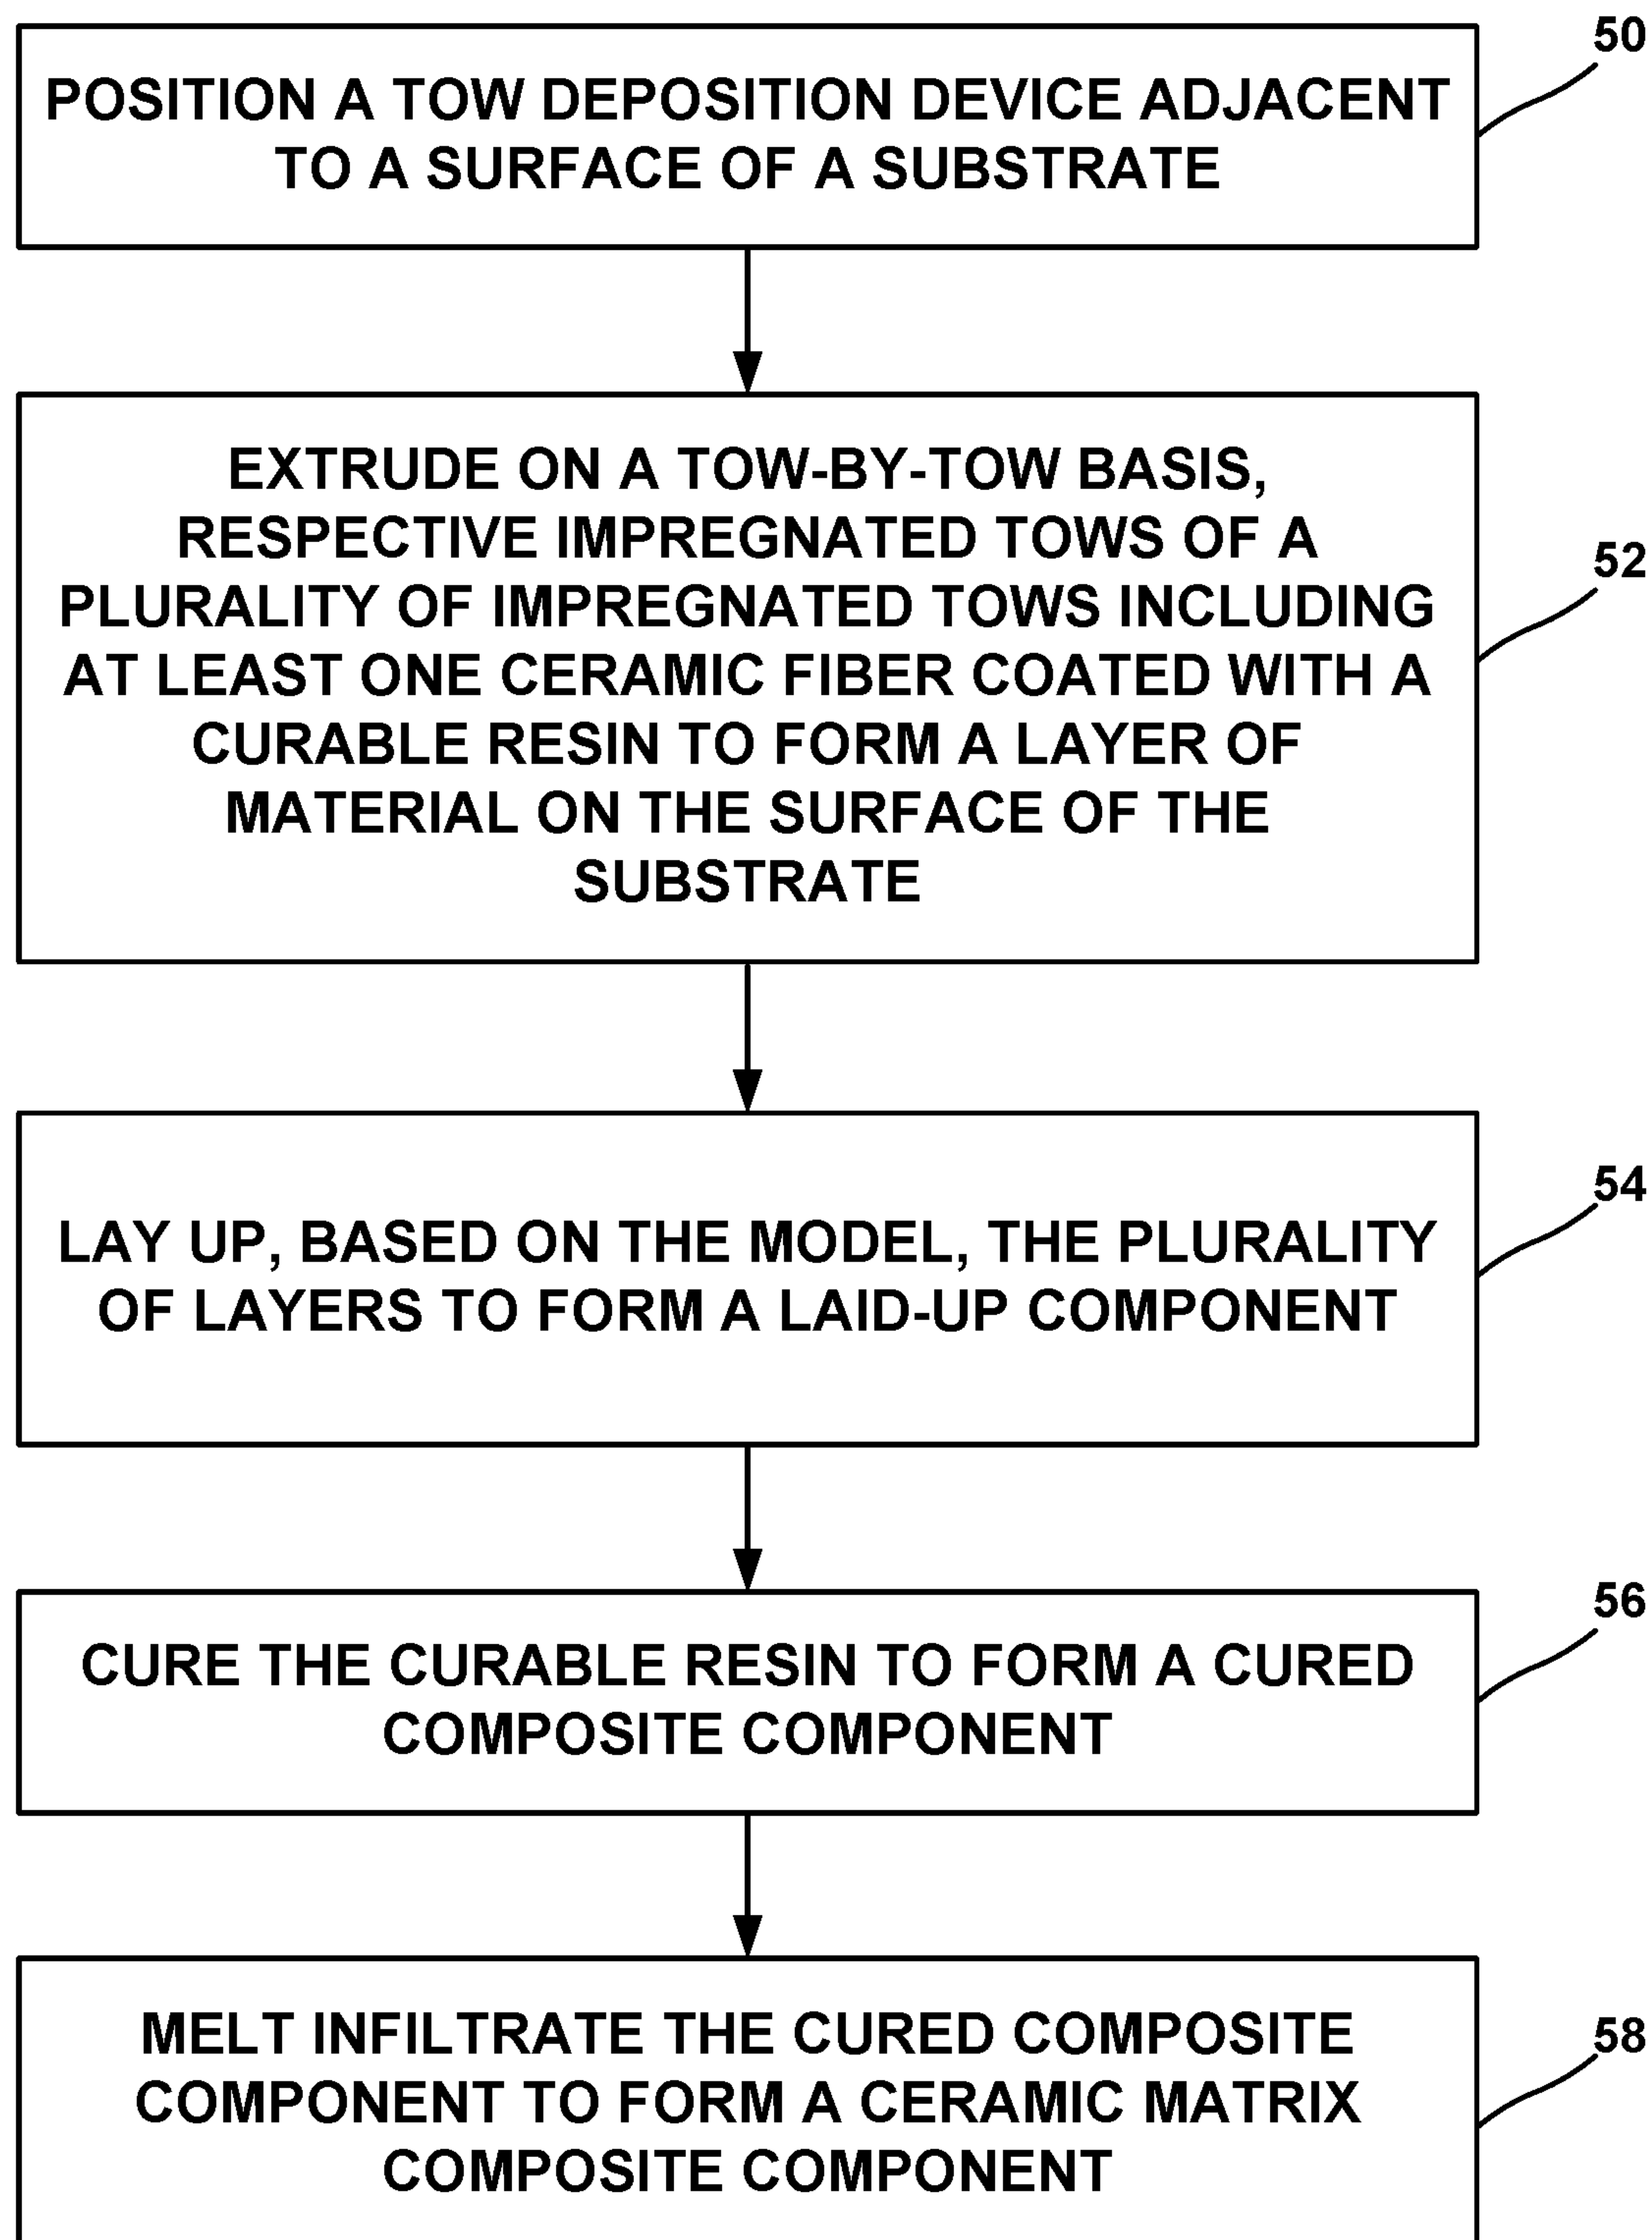 50
POSITION A TOW DEPOSITION DEVICE ADJACENT
TO A SURFACE OF A SUBSTRATE
EXTRUDE ON A TOW-BY-TOW BASIS,
RESPECTIVE IMPREGNATED TOWS OF A
PLURALITY OF IMPREGNATED TOWS INCLUDING
AT LEAST ONE CERAMIC FIBER COATED WITH A
CURABLE RESIN TO FORM A LAYER OF
MATERIAL ON THE SURFACE OF THE
SUBSTRATE
52
LAY UP, BASED ON THE MODEL, THE PLURALITY
OF LAYERS TO FORM A LAID-UP COMPONENT
54
CURE THE CURABLE RESIN TO FORM A CURED
COMPOSITE COMPONENT
56
MELT INFILTRATE THE CURED COMPOSITE
COMPONENT TO FORM A CERAMIC MATRIX
COMPOSITE COMPONENT
58